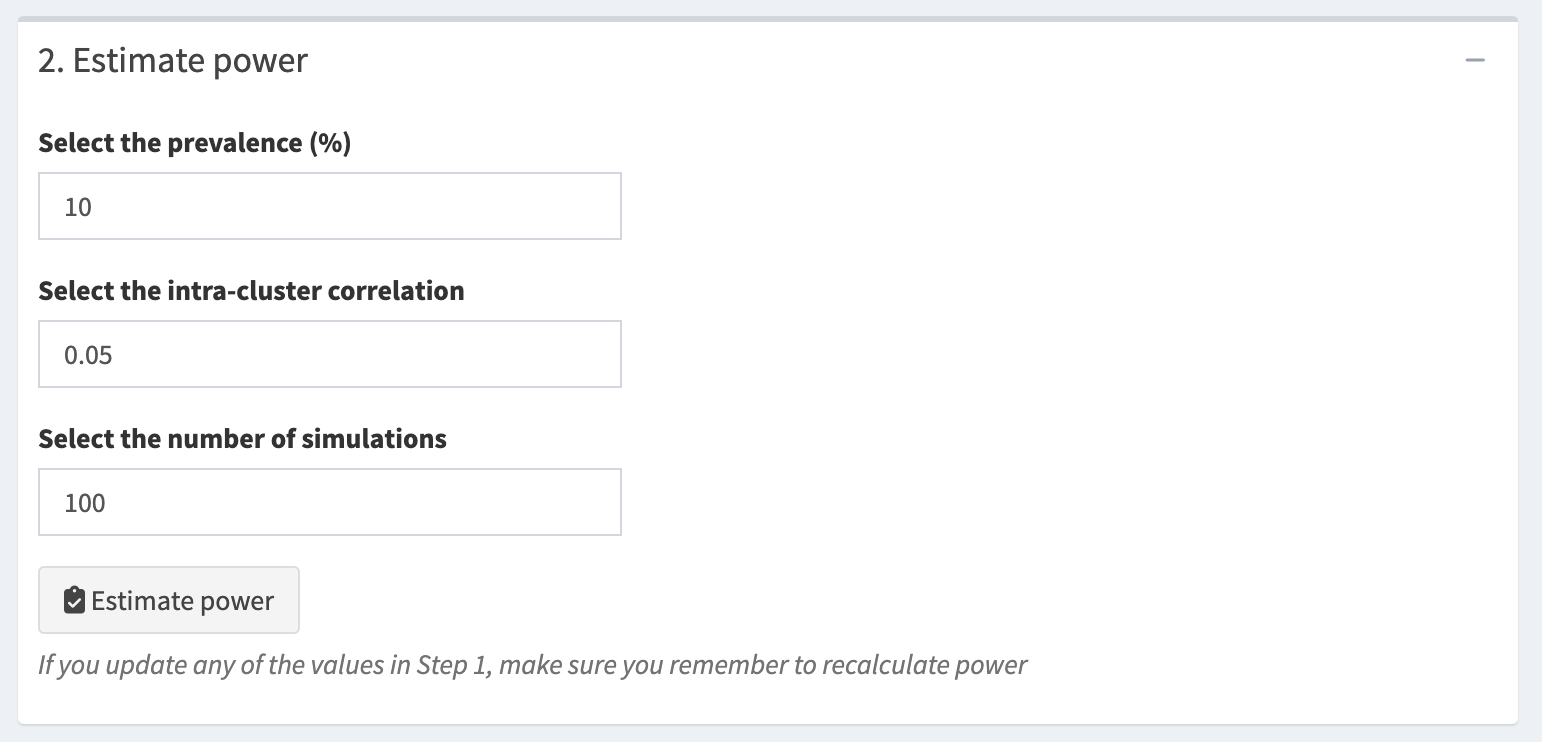 2. Estimate power
Select the prevalence (%)
10
Select the intra-cluster correlation
0.05
Select the number of simulations
100
Estimate power
If you update any of the values in Step 1, make sure you remember to recalculate power